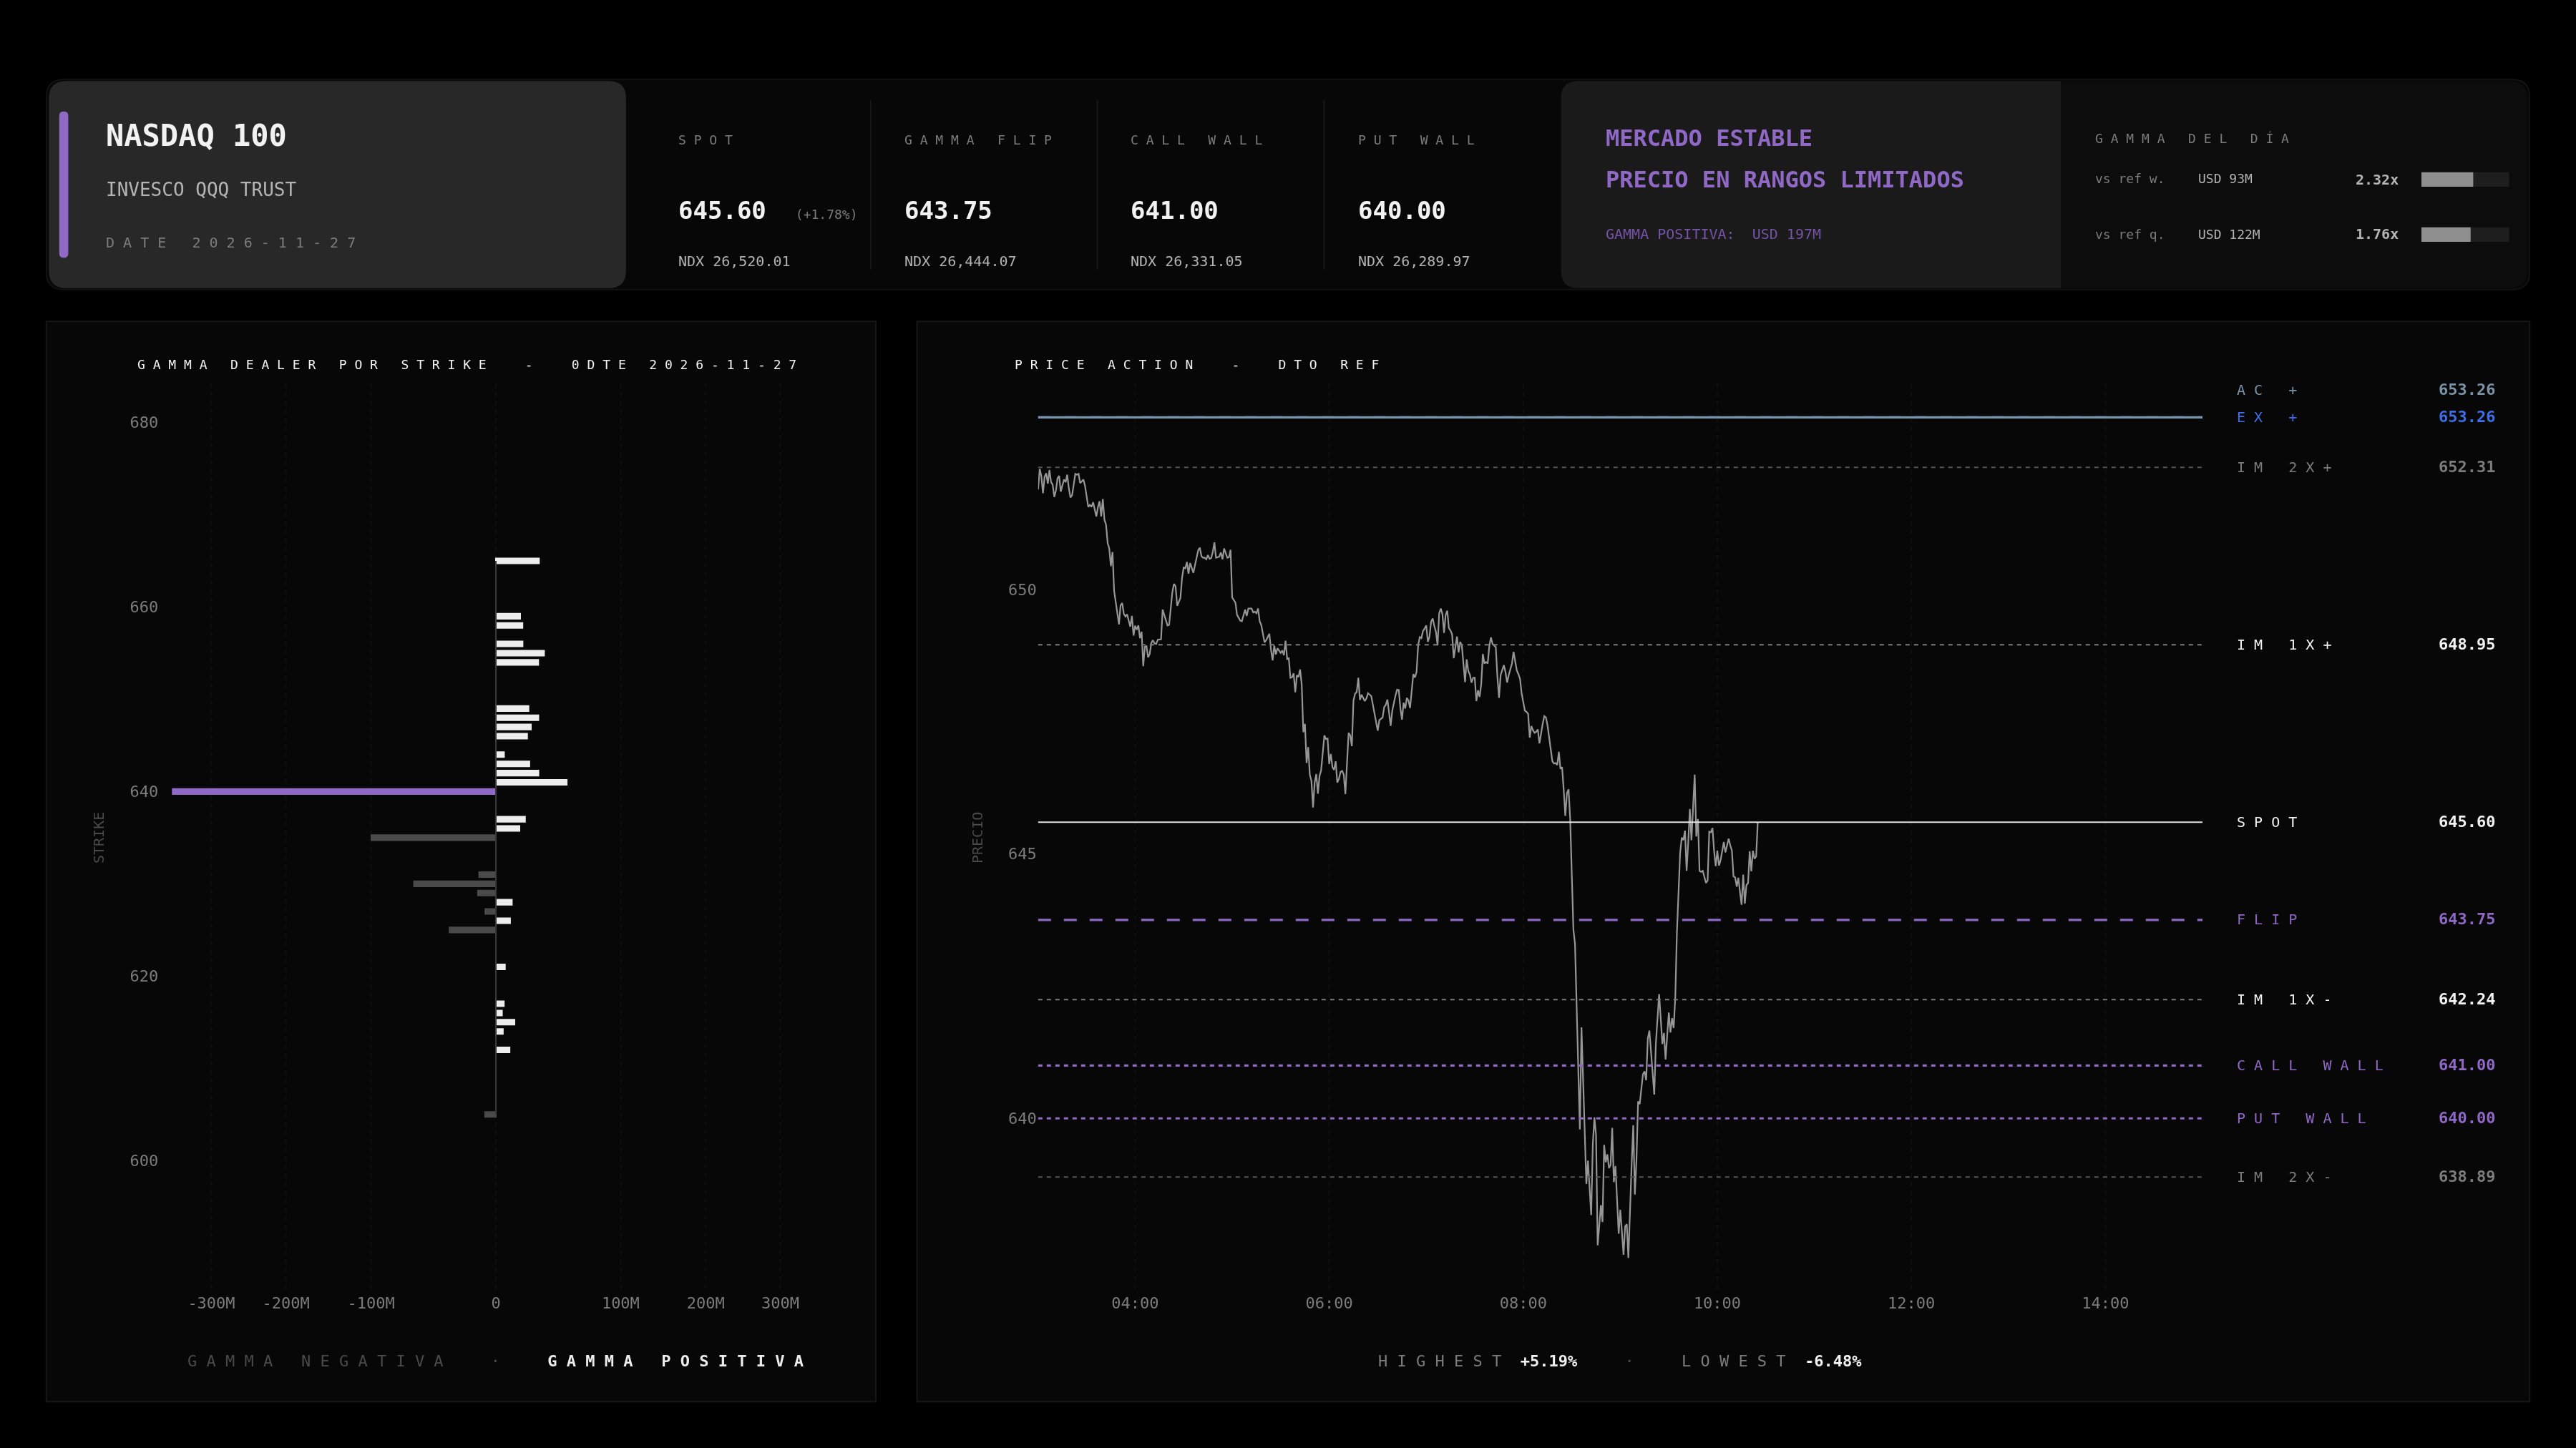 NASDAQ 100
INVESCO QQQ TRUST
DATE 2026-11-27
SPOT
645.60 (+1.78%)
NDX 26,520.01
GAMMA FLIP
643.75
NDX 26,444.07
CALL WALL
641.00
NDX 26,331.05
PUT WALL
640.00
NDX 26,289.97
MERCADO ESTABLE
PRECIO EN RANGOS LIMITADOS
GAMMA POSITIVA: USD 197M
GAMMA DEL DÍA
vs ref w. USD 93M 2.32x
vs ref q. USD 122M 1.76x
GAMMA DEALER POR STRIKE - 0DTE 2026-11-27
680
660
640
620
600
STRIKE
-300M -200M -100M 0 100M 200M 300M
GAMMA NEGATIVA · GAMMA POSITIVA
PRICE ACTION - DTO REF
650
645
640
PRECIO
04:00 06:00 08:00 10:00 12:00 14:00
AC + 653.26
EX + 653.26
IM 2X+ 652.31
IM 1X+ 648.95
SPOT 645.60
FLIP 643.75
IM 1X- 642.24
CALL WALL 641.00
PUT WALL 640.00
IM 2X- 638.89
HIGHEST +5.19% · LOWEST -6.48%